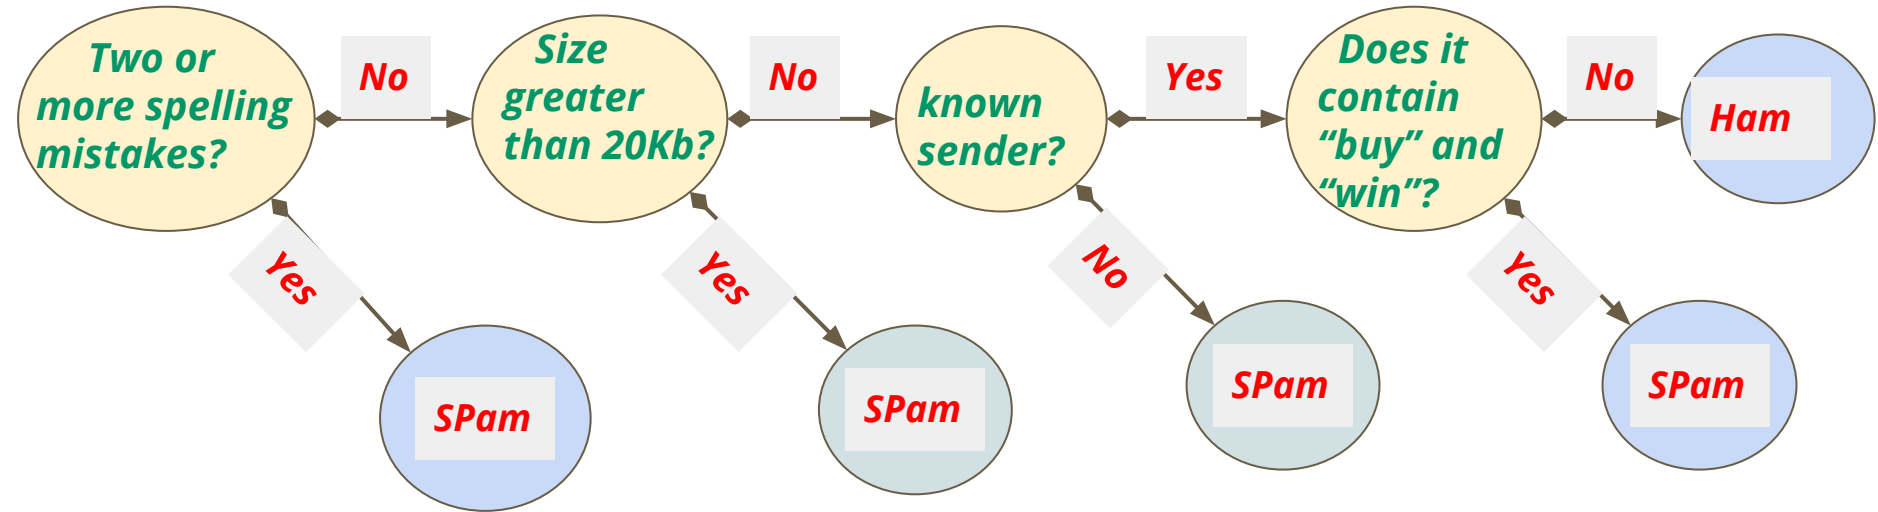 Two or
more spelling
mistakes?
No
Size
greater
than 20Kb?
No
known
sender?
Yes
Does it
contain
“buy” and
“win”?
No
Ham
Yes
SPam
Yes
SPam
No
SPam
Yes
SPam